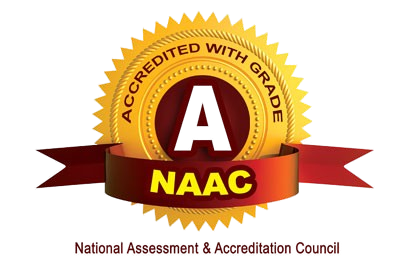 ACCREDITED WITH GRADE
A
NAAC
National Assessment & Accreditation Council